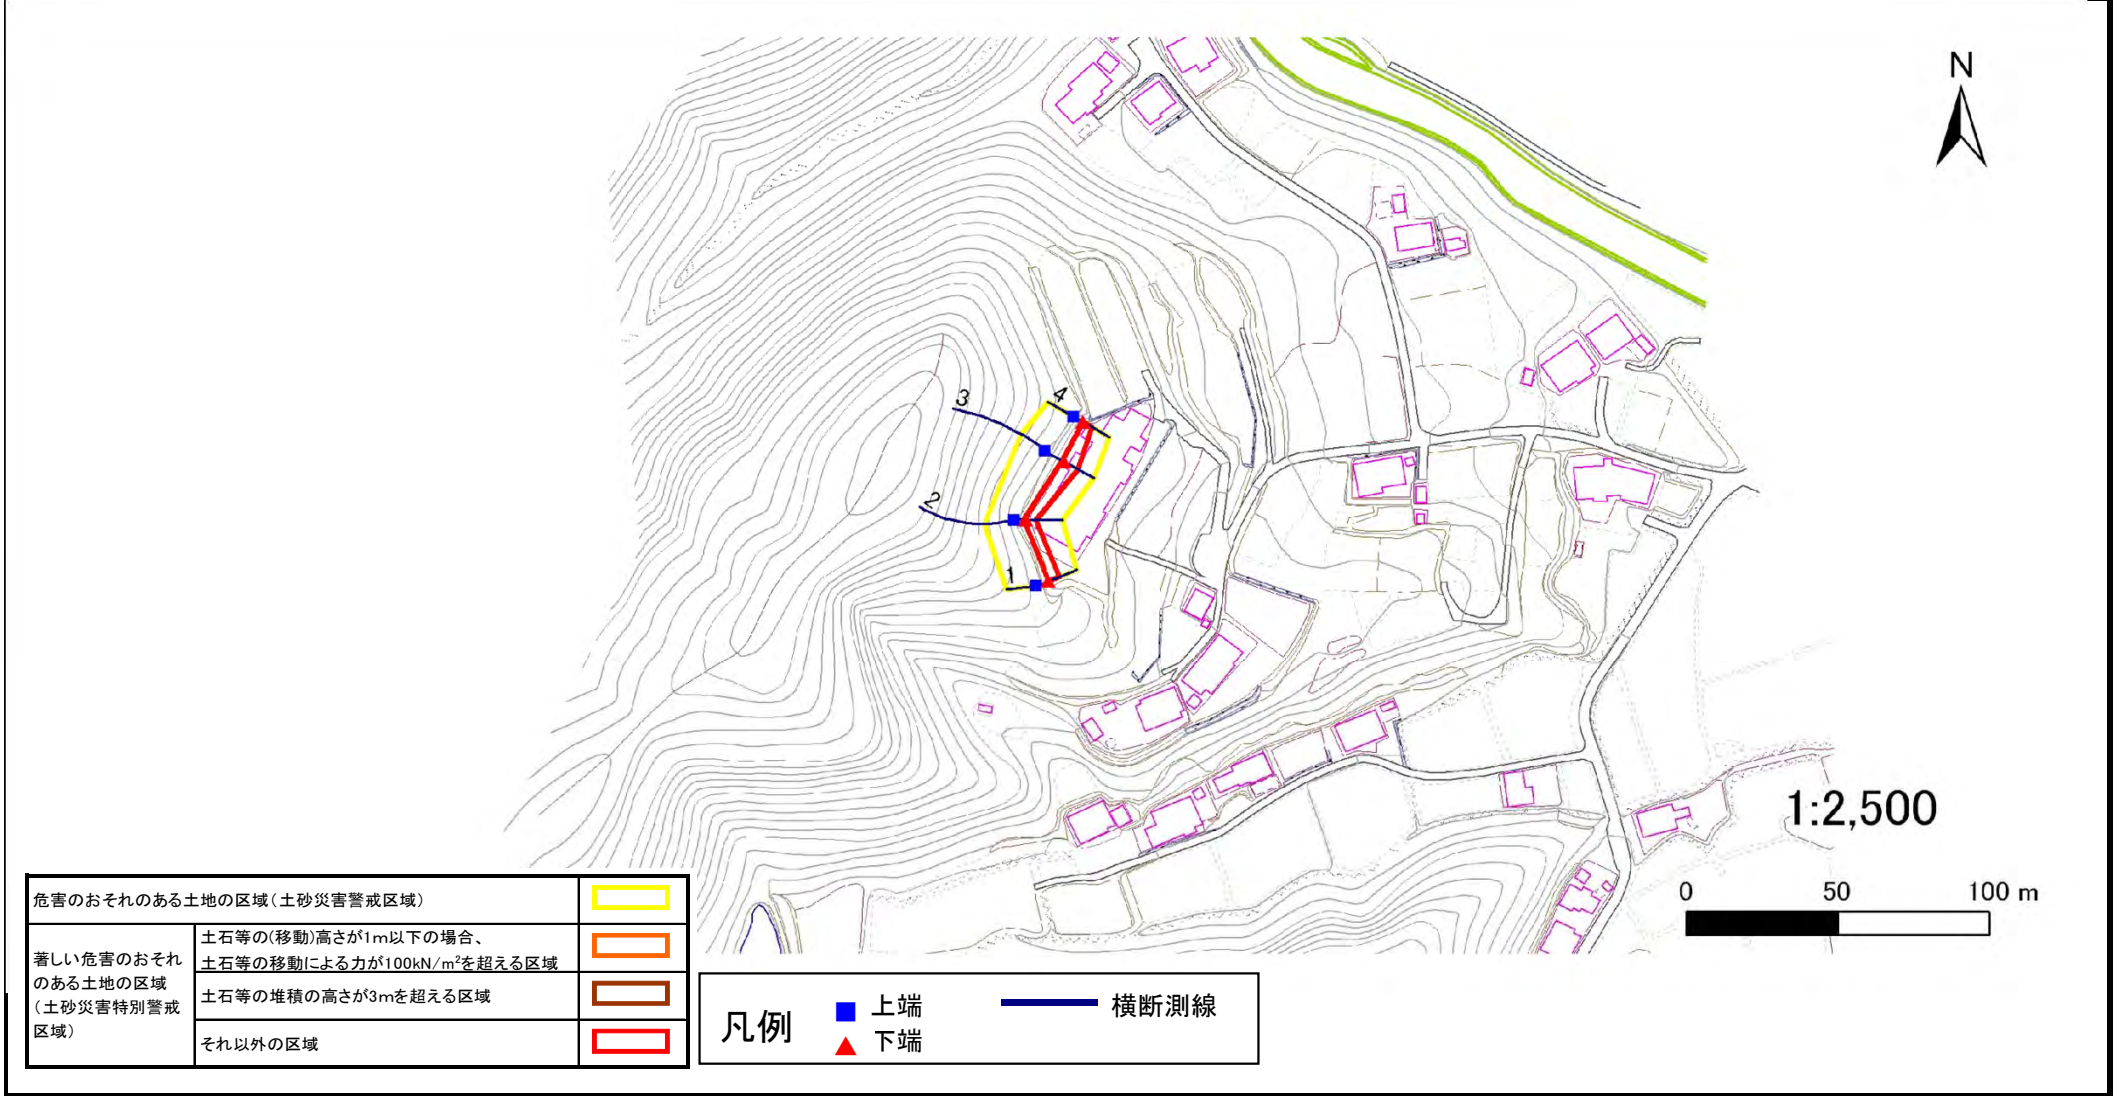 N
3
4
2
1
1:2,500
0 50 100 m
危害のおそれのある土地の区域(土砂災害警戒区域)
著しい危害のおそれ
のある土地の区域
(土砂災害特別警戒
区域)
土石等の(移動)高さが1m以下の場合、
土石等の移動による力が100kN/m²を超える区域
土石等の堆積の高さが3mを超える区域
それ以外の区域
凡例
上端
下端
横断測線